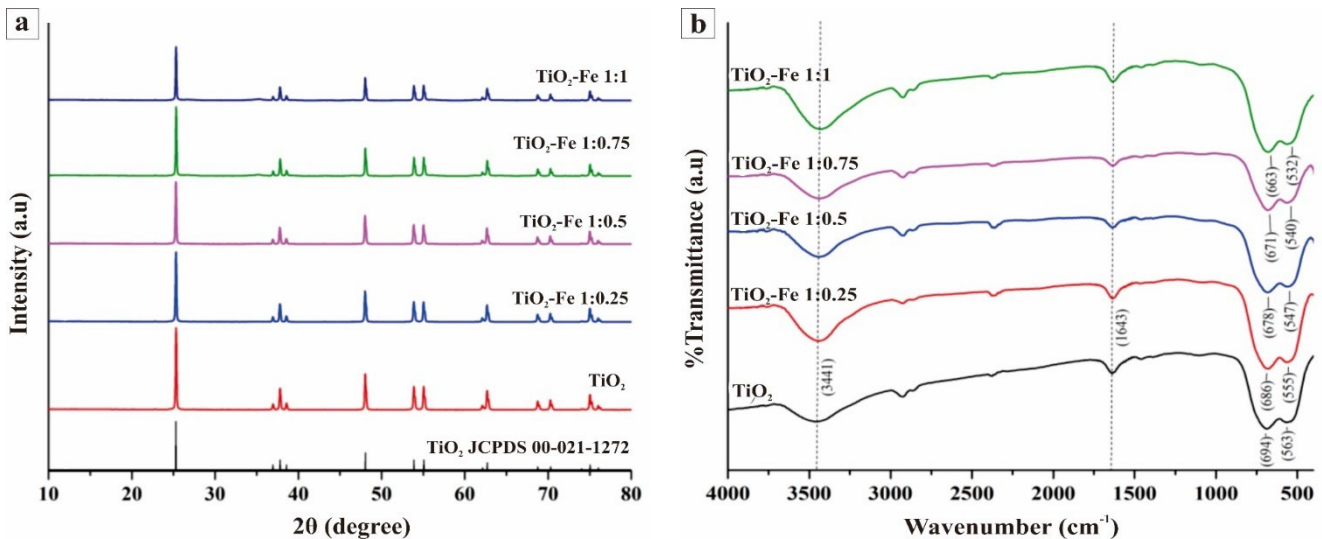 a
TiO₂-Fe 1:1
TiO₂-Fe 1:0.75
TiO₂-Fe 1:0.5
TiO₂-Fe 1:0.25
TiO₂
TiO₂ JCPDS 00-021-1272
Intensity (a.u)
10 20 30 40 50 60 70 80
2θ (degree)
b
TiO₂-Fe 1:1
TiO₂-Fe 1:0.75
TiO₂-Fe 1:0.5
TiO₂-Fe 1:0.25
TiO₂
(3441)
(1643)
(663)
(532)
(671)
(540)
(678)
(547)
(686)
(555)
(694)
(563)
%Transmittance (a.u)
4000 3500 3000 2500 2000 1500 1000 500
Wavenumber (cm⁻¹)